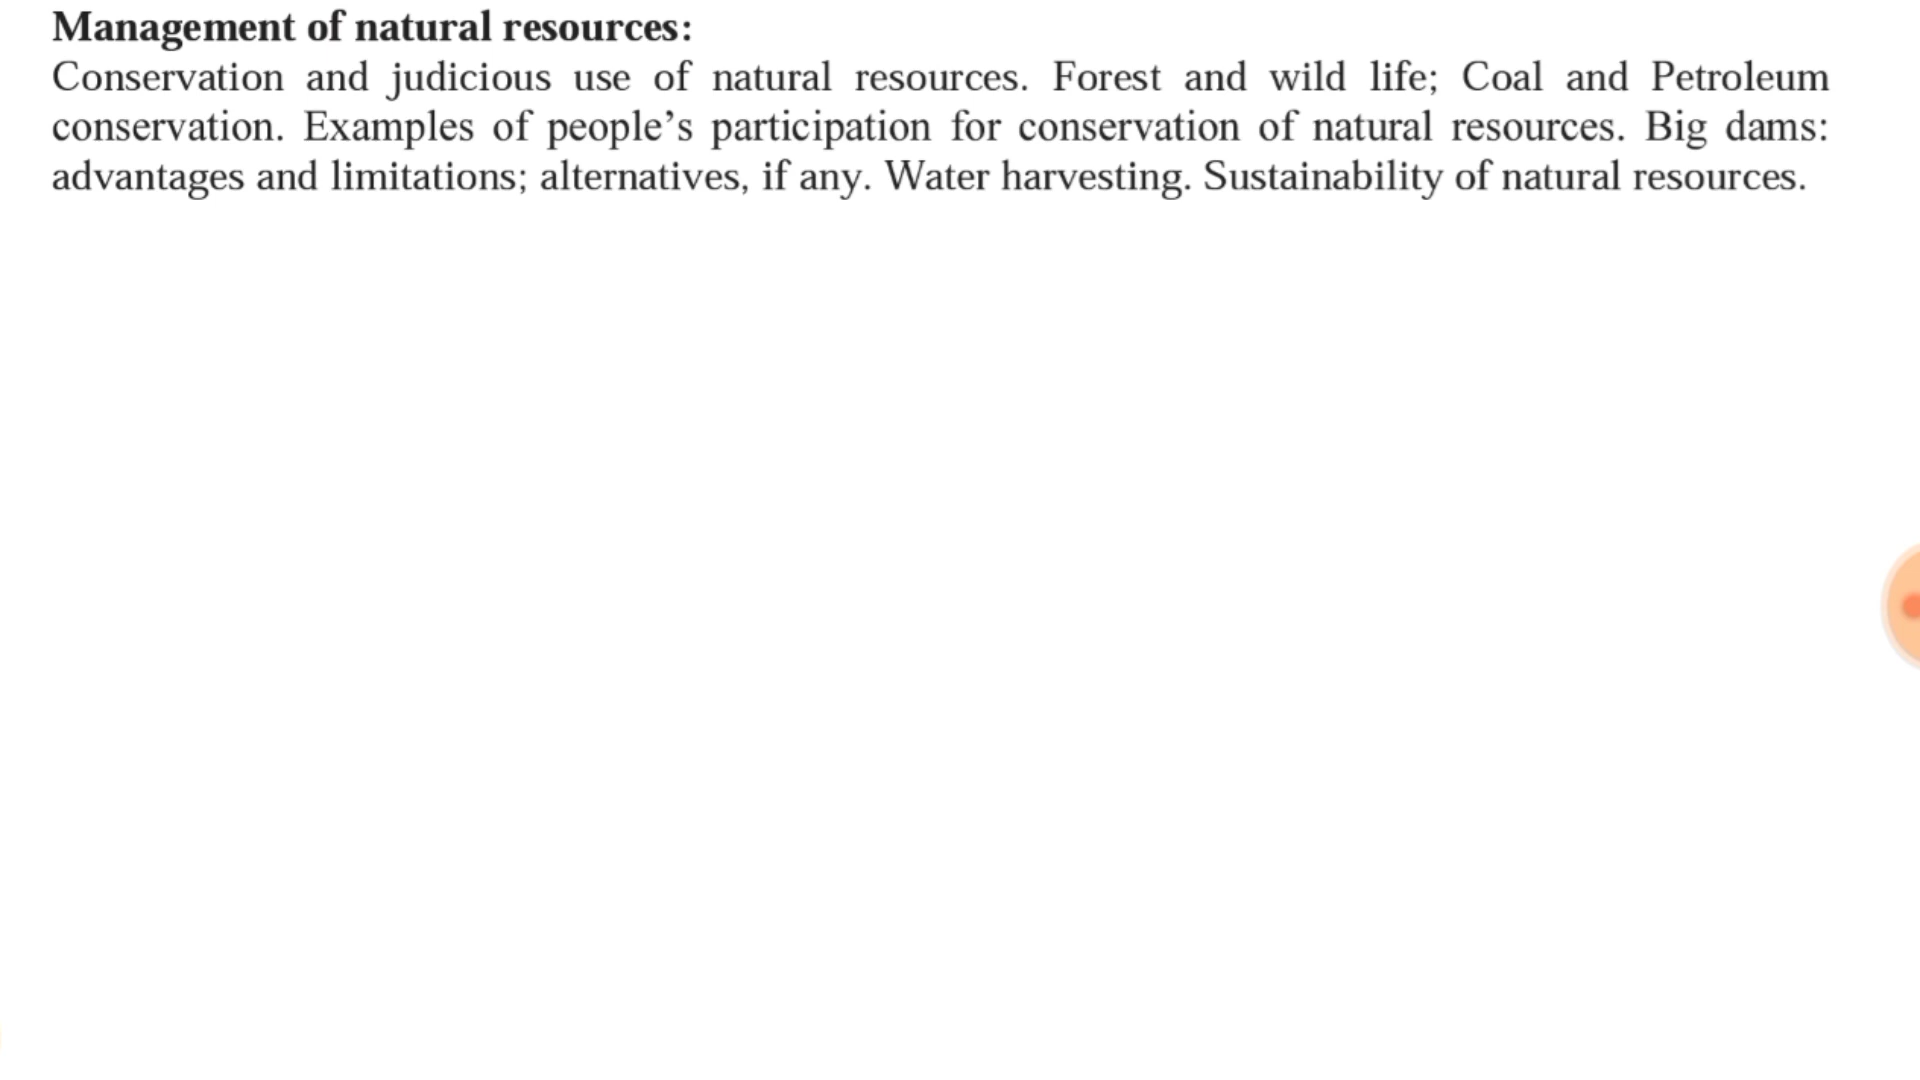 Management of natural resources:
Conservation and judicious use of natural resources. Forest and wild life; Coal and Petroleum
conservation. Examples of people’s participation for conservation of natural resources. Big dams:
advantages and limitations; alternatives, if any. Water harvesting. Sustainability of natural resources.